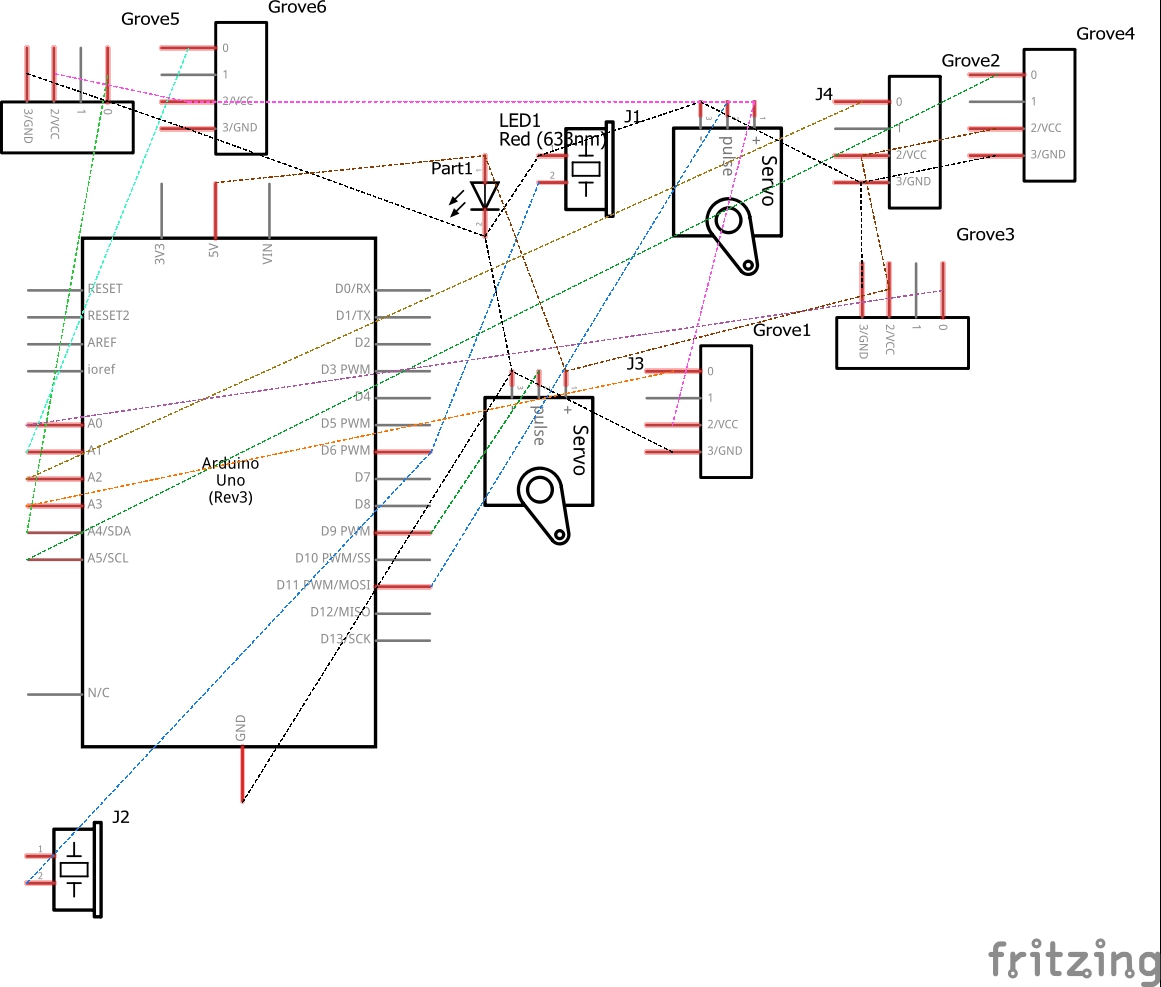 Grove5
Grove6
0
1
2/VCC
3/GND
3/GND
2/VCC
1
0
Grove4
Grove2
0
1
2/VCC
3/GND
J4
0
1
2/VCC
3/GND
LED1
Red (633nm)
J1
1
2
Part1
1
2
3
1
pulse
+
-
Servo
Grove3
3/GND
2/VCC
1
0
3V3
5V
VIN
RESET
RESET2
AREF
ioref
A0
A1
A2
A3
A4/SDA
A5/SCL
N/C
Arduino
Uno
(Rev3)
D0/RX
D1/TX
D2
D3 PWM
D4
D5 PWM
D6 PWM
D7
D8
D9 PWM
D10 PWM/SS
D11 PWM/MOSI
D12/MISO
D13/SCK
GND
3
1
pulse
+
-
Servo
J3
Grove1
0
1
2/VCC
3/GND
J2
1
2
fritzing